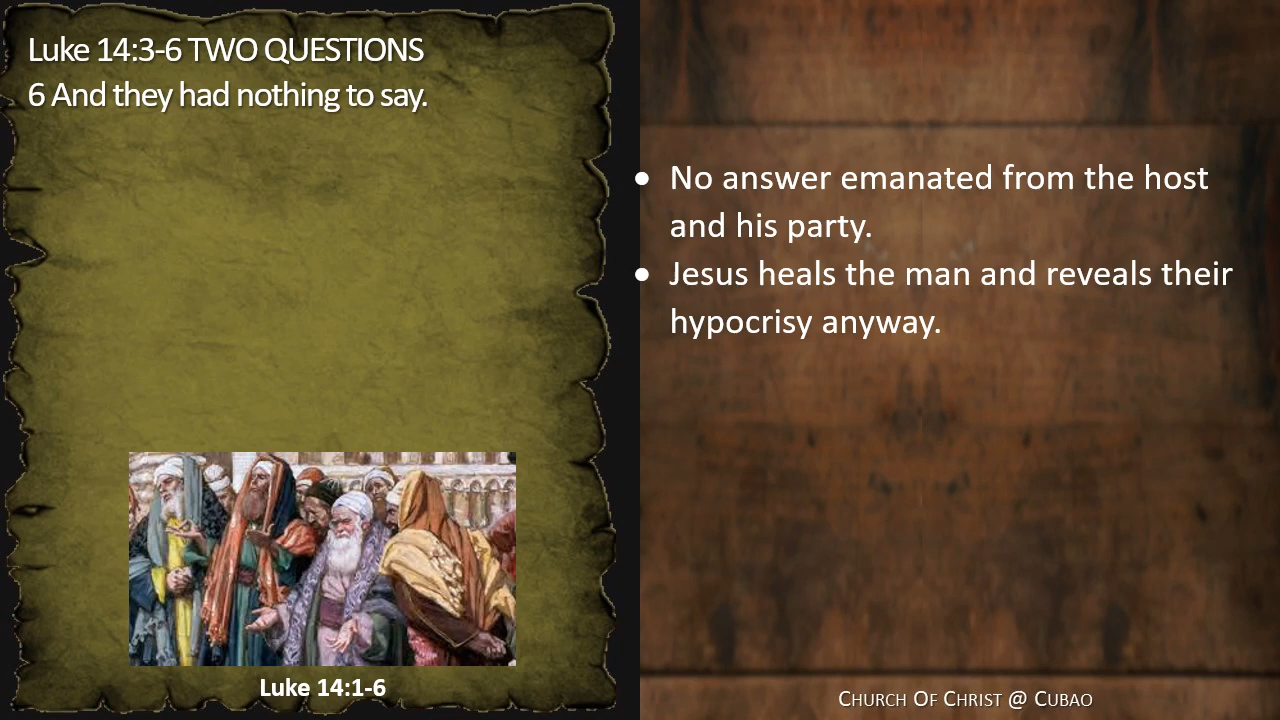 Luke 14:3-6 TWO QUESTIONS
6 And they had nothing to say.
• No answer emanated from the host
and his party.
• Jesus heals the man and reveals their
hypocrisy anyway.
Luke 14:1-6
CHURCH OF CHRIST @ CUBAO